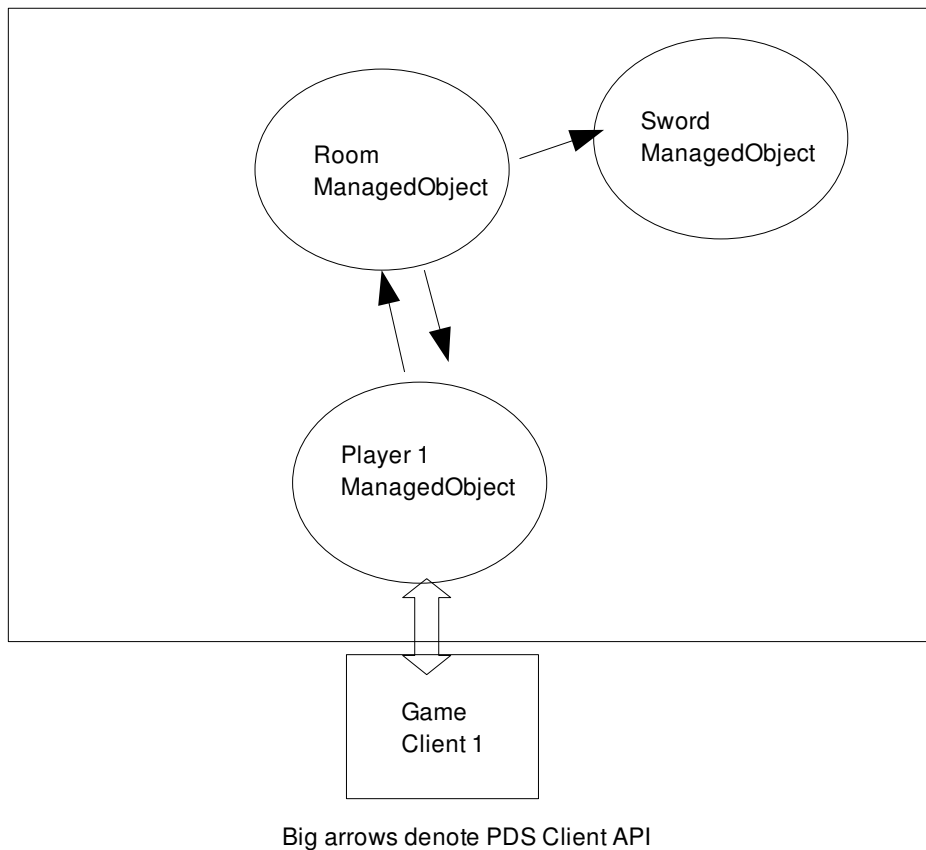 Room
ManagedObject
Sword
ManagedObject
Player 1
ManagedObject
Game
Client 1
Big arrows denote PDS Client API